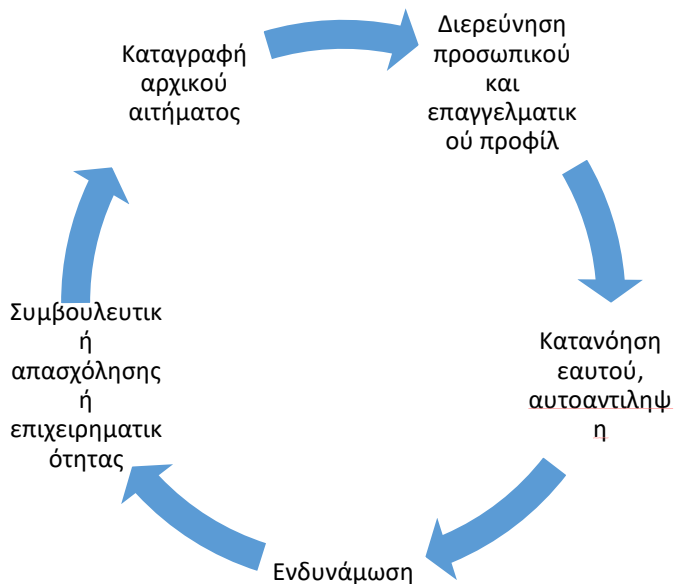 Καταγραφή
αρχικού
αιτήματος
Διερεύνηση
προσωπικού
και
επαγγελματικ
ού προφίλ
Κατανόηση
εαυτού,
αυτοαντιληψ
η
Ενδυνάμωση
Συμβουλευτικ
ή
απασχόλησης
ή
επιχειρηματικ
ότητας